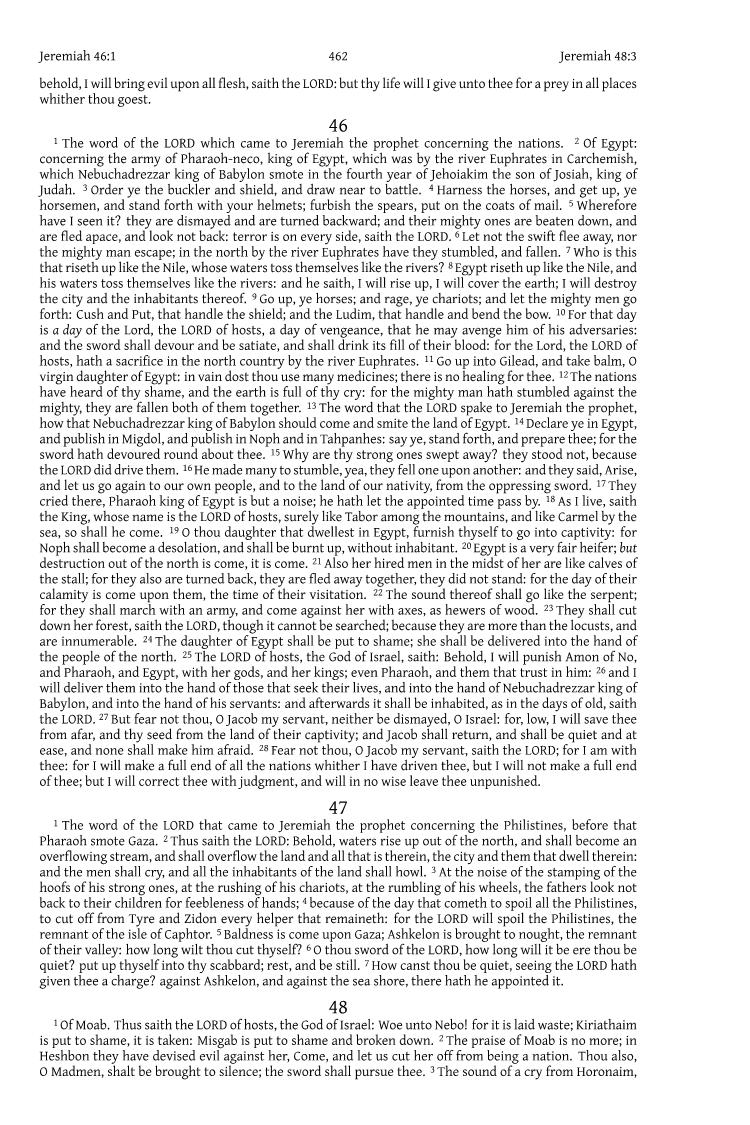 Jeremiah 46:1 462 Jeremiah 48:3
behold, I will bring evil upon all flesh, saith the LORD: but thy life will I give unto thee for a prey in all places
whither thou goest.
46
1 The word of the LORD which came to Jeremiah the prophet concerning the nations. 2 Of Egypt:
concerning the army of Pharaoh-neco, king of Egypt, which was by the river Euphrates in Carchemish,
which Nebuchadrezzar king of Babylon smote in the fourth year of Jehoiakim the son of Josiah, king of
Judah. 3 Order ye the buckler and shield, and draw near to battle. 4 Harness the horses, and get up, ye
horsemen, and stand forth with your helmets; furbish the spears, put on the coats of mail. 5 Wherefore
have I seen it? they are dismayed and are turned backward; and their mighty ones are beaten down, and
are fled apace, and look not back: terror is on every side, saith the LORD. 6 Let not the swift flee away, nor
the mighty man escape; in the north by the river Euphrates have they stumbled, and fallen. 7 Who is this
that riseth up like the Nile, whose waters toss themselves like the rivers? 8 Egypt riseth up like the Nile, and
his waters toss themselves like the rivers: and he saith, I will rise up, I will cover the earth; I will destroy
the city and the inhabitants thereof. 9 Go up, ye horses; and rage, ye chariots; and let the mighty men go
forth: Cush and Put, that handle the shield; and the Ludim, that handle and bend the bow. 10 For that day
is a day of the Lord, the LORD of hosts, a day of vengeance, that he may avenge him of his adversaries:
and the sword shall devour and be satiate, and shall drink its fill of their blood: for the Lord, the LORD of
hosts, hath a sacrifice in the north country by the river Euphrates. 11 Go up into Gilead, and take balm, O
virgin daughter of Egypt: in vain dost thou use many medicines; there is no healing for thee. 12 The nations
have heard of thy shame, and the earth is full of thy cry: for the mighty man hath stumbled against the
mighty, they are fallen both of them together. 13 The word that the LORD spake to Jeremiah the prophet,
how that Nebuchadrezzar king of Babylon should come and smite the land of Egypt. 14 Declare ye in Egypt,
and publish in Migdol, and publish in Noph and in Tahpanhes: say ye, stand forth, and prepare thee; for the
sword hath devoured round about thee. 15 Why are thy strong ones swept away? they stood not, because
the LORD did drive them. 16 He made many to stumble, yea, they fell one upon another: and they said, Arise,
and let us go again to our own people, and to the land of our nativity, from the oppressing sword. 17 They
cried there, Pharaoh king of Egypt is but a noise; he hath let the appointed time pass by. 18 As I live, saith
the King, whose name is the LORD of hosts, surely like Tabor among the mountains, and like Carmel by the
sea, so shall he come. 19 O thou daughter that dwellest in Egypt, furnish thyself to go into captivity: for
Noph shall become a desolation, and shall be burnt up, without inhabitant. 20 Egypt is a very fair heifer; but
destruction out of the north is come, it is come. 21 Also her hired men in the midst of her are like calves of
the stall; for they also are turned back, they are fled away together, they did not stand: for the day of their
calamity is come upon them, the time of their visitation. 22 The sound thereof shall go like the serpent;
for they shall march with an army, and come against her with axes, as hewers of wood. 23 They shall cut
down her forest, saith the LORD, though it cannot be searched; because they are more than the locusts, and
are innumerable. 24 The daughter of Egypt shall be put to shame; she shall be delivered into the hand of
the people of the north. 25 The LORD of hosts, the God of Israel, saith: Behold, I will punish Amon of No,
and Pharaoh, and Egypt, with her gods, and her kings; even Pharaoh, and them that trust in him: 26 and I
will deliver them into the hand of those that seek their lives, and into the hand of Nebuchadrezzar king of
Babylon, and into the hand of his servants: and afterwards it shall be inhabited, as in the days of old, saith
the LORD. 27 But fear not thou, O Jacob my servant, neither be dismayed, O Israel: for, low, I will save thee
from afar, and thy seed from the land of their captivity; and Jacob shall return, and shall be quiet and at
ease, and none shall make him afraid. 28 Fear not thou, O Jacob my servant, saith the LORD; for I am with
thee: for I will make a full end of all the nations whither I have driven thee, but I will not make a full end
of thee; but I will correct thee with judgment, and will in no wise leave thee unpunished.
47
1 The word of the LORD that came to Jeremiah the prophet concerning the Philistines, before that
Pharaoh smote Gaza. 2 Thus saith the LORD: Behold, waters rise up out of the north, and shall become an
overflowing stream, and shall overflow the land and all that is therein, the city and them that dwell therein:
and the men shall cry, and all the inhabitants of the land shall howl. 3 At the noise of the stamping of the
hoofs of his strong ones, at the rushing of his chariots, at the rumbling of his wheels, the fathers look not
back to their children for feebleness of hands; 4 because of the day that cometh to spoil all the Philistines,
to cut off from Tyre and Zidon every helper that remaineth: for the LORD will spoil the Philistines, the
remnant of the isle of Caphtor. 5 Baldness is come upon Gaza; Ashkelon is brought to nought, the remnant
of their valley: how long wilt thou cut thyself? 6 O thou sword of the LORD, how long will it be ere thou be
quiet? put up thyself into thy scabbard; rest, and be still. 7 How canst thou be quiet, seeing the LORD hath
given thee a charge? against Ashkelon, and against the sea shore, there hath he appointed it.
48
1 Of Moab. Thus saith the LORD of hosts, the God of Israel: Woe unto Nebo! for it is laid waste; Kiriathaim
is put to shame, it is taken: Misgab is put to shame and broken down. 2 The praise of Moab is no more; in
Heshbon they have devised evil against her, Come, and let us cut her off from being a nation. Thou also,
O Madmen, shalt be brought to silence; the sword shall pursue thee. 3 The sound of a cry from Horonaim,